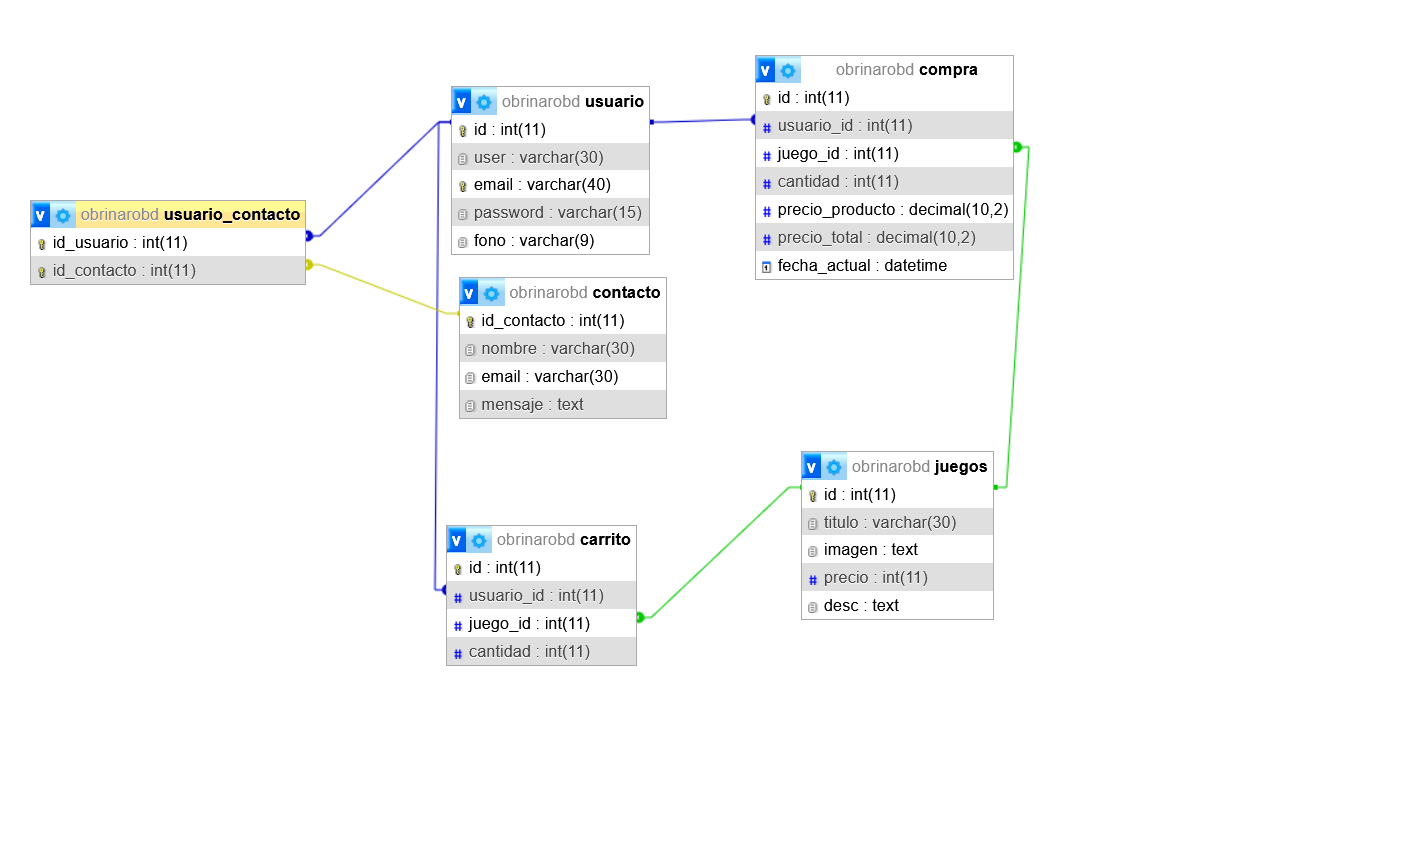 v obrinarobd usuario_contacto
id_usuario : int(11)
id_contacto : int(11)
v obrinarobd usuario
id : int(11)
user : varchar(30)
email : varchar(40)
password : varchar(15)
fono : varchar(9)
v obrinarobd contacto
id_contacto : int(11)
nombre : varchar(30)
email : varchar(30)
mensaje : text
v obrinarobd carrito
id : int(11)
# usuario_id : int(11)
# juego_id : int(11)
# cantidad : int(11)
v obrinarobd compra
id : int(11)
# usuario_id : int(11)
# juego_id : int(11)
# cantidad : int(11)
# precio_producto : decimal(10,2)
# precio_total : decimal(10,2)
fecha_actual : datetime
v obrinarobd juegos
id : int(11)
titulo : varchar(30)
imagen : text
# precio : int(11)
desc : text